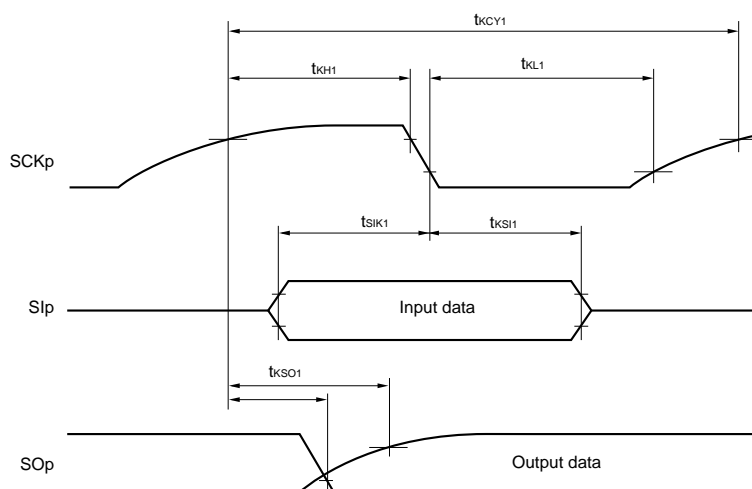 tKCY1
tKH1
tKL1
SCKp
tSIK1
tKSI1
SIp
Input data
tKSO1
SOp
Output data